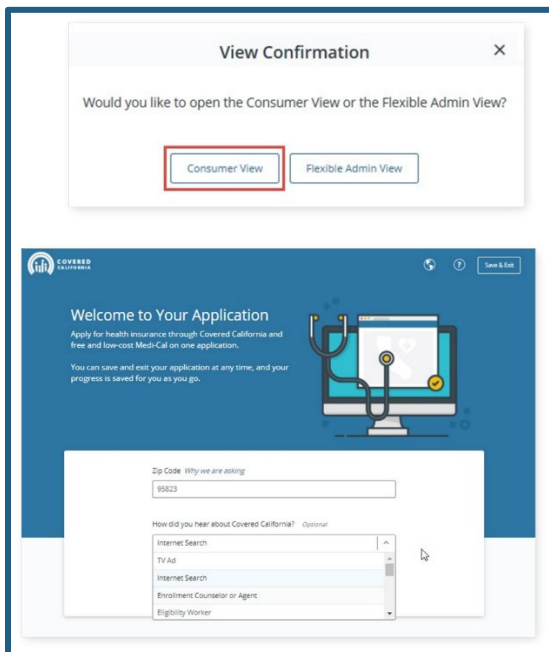 View Confirmation
Would you like to open the Consumer View or the Flexible Admin View?
Consumer View
Flexible Admin View
COVERED
CALIFORNIA
Save & Exit
Welcome to Your Application
Apply for health insurance through Covered California and
free and low-cost Medi-Cal on one application.
You can save and exit your application at any time, and your
progress is saved for you as you go.
Zip Code Why we are asking
95823
How did you hear about Covered California? Optional
Internet Search
TV Ad
Internet Search
Enrollment Counselor or Agent
Eligibility Worker